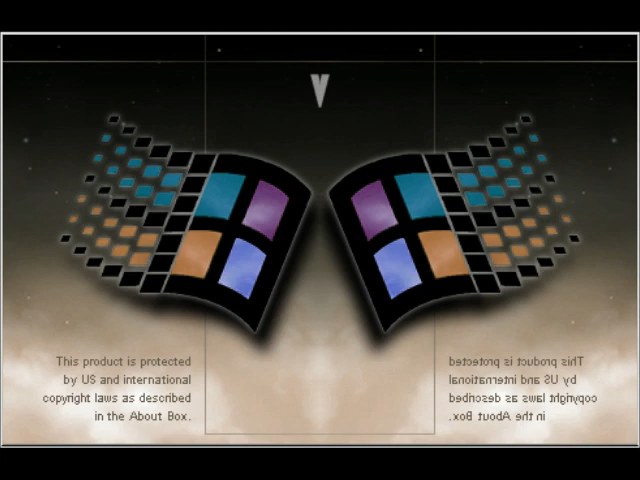 V
This product is protected
by US and international
copyright laws as described
in the About Box.
This product is protected
by US and international
copyright laws as described
in the About Box.